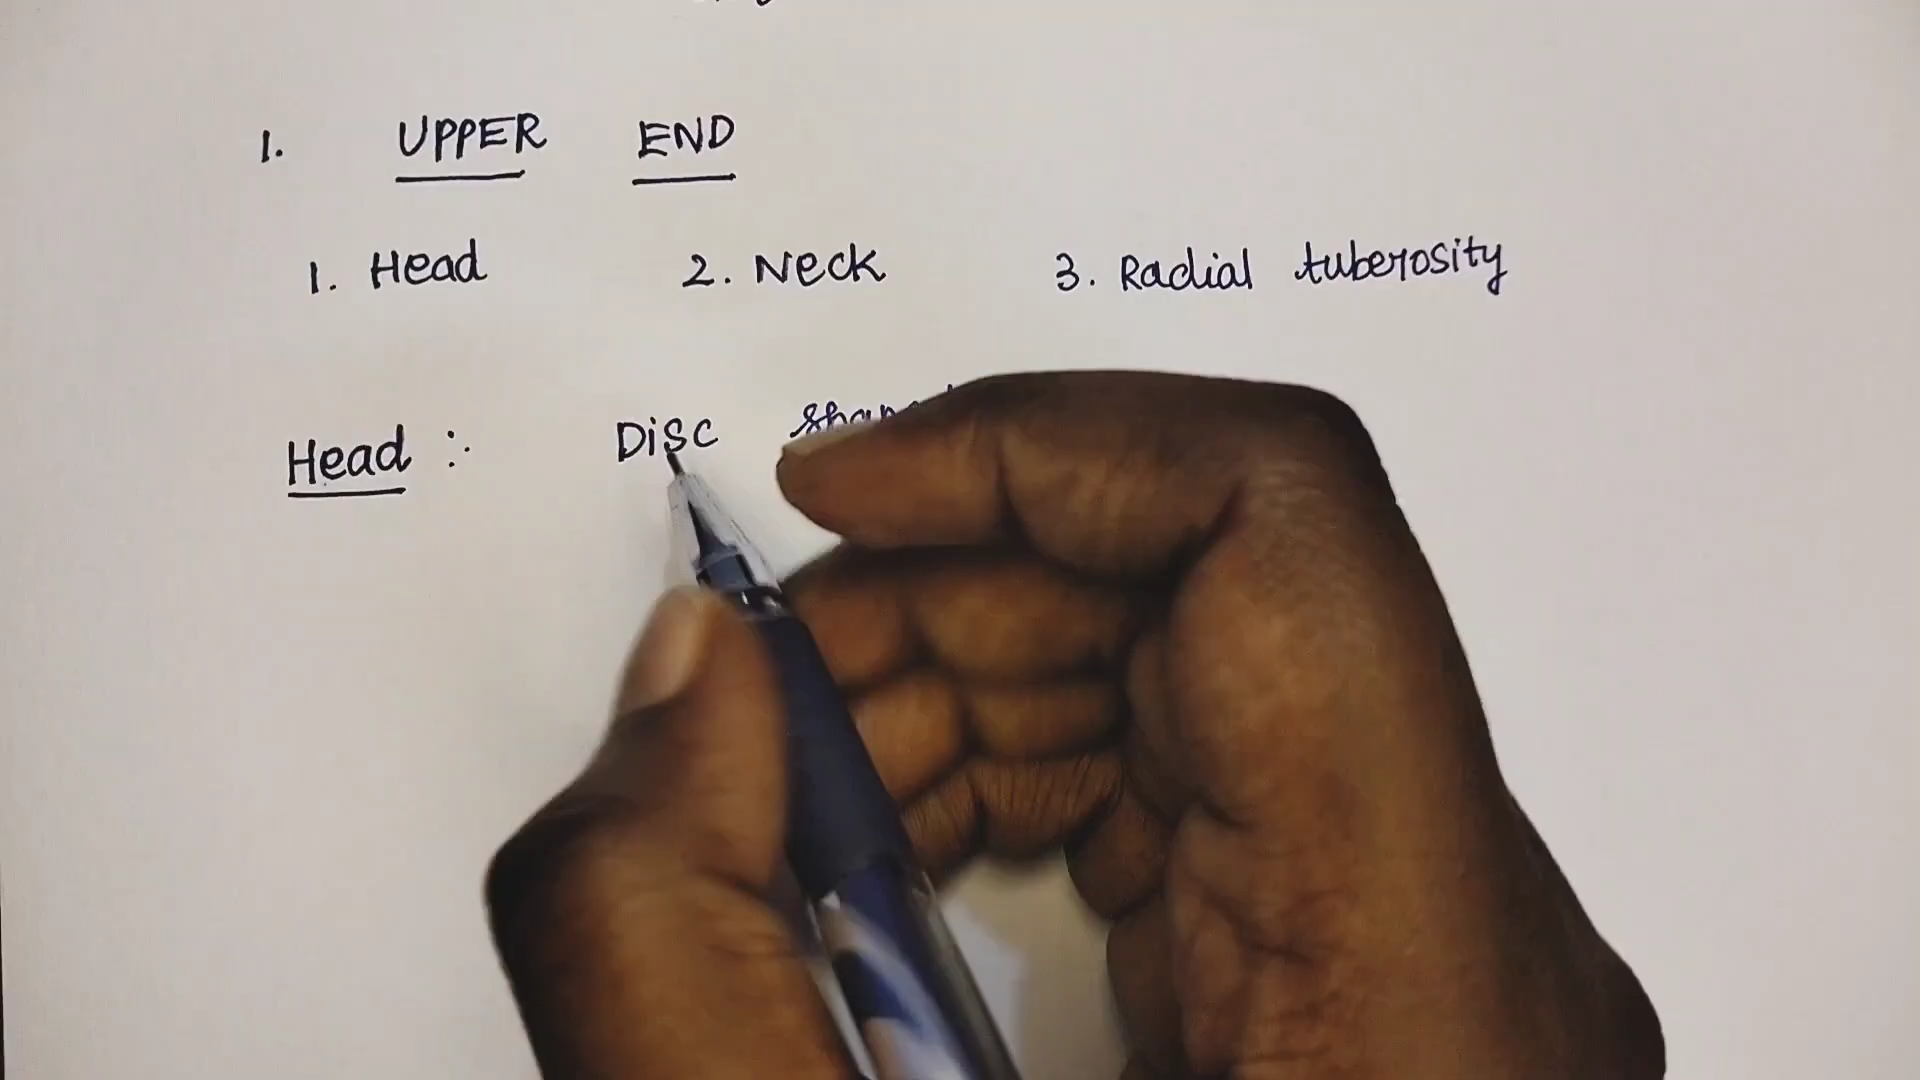 1. UPPER END
1. Head 2. Neck 3. Radial tuberosity
Head :- Disc